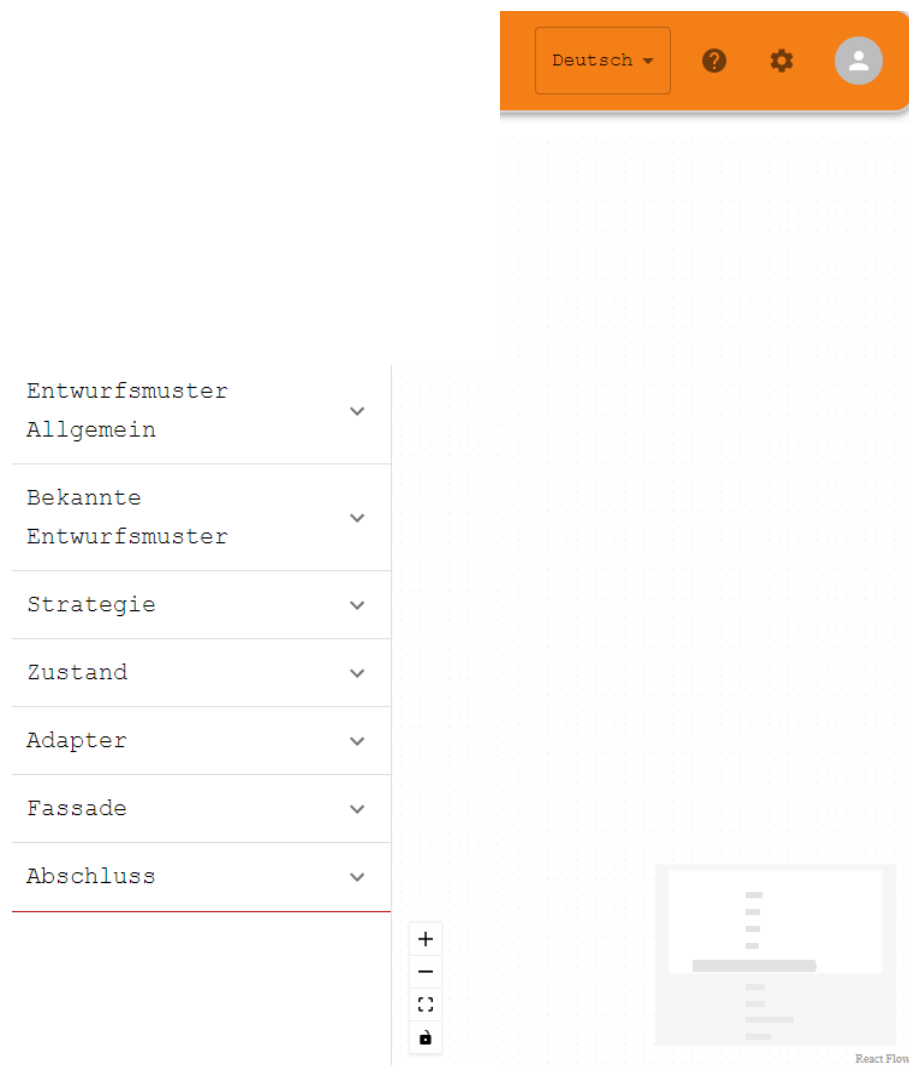 Deutsch
Entwurfsmuster
Allgemein
Bekannte
Entwurfsmuster
Strategie
Zustand
Adapter
Fassade
Abschluss
React Flow